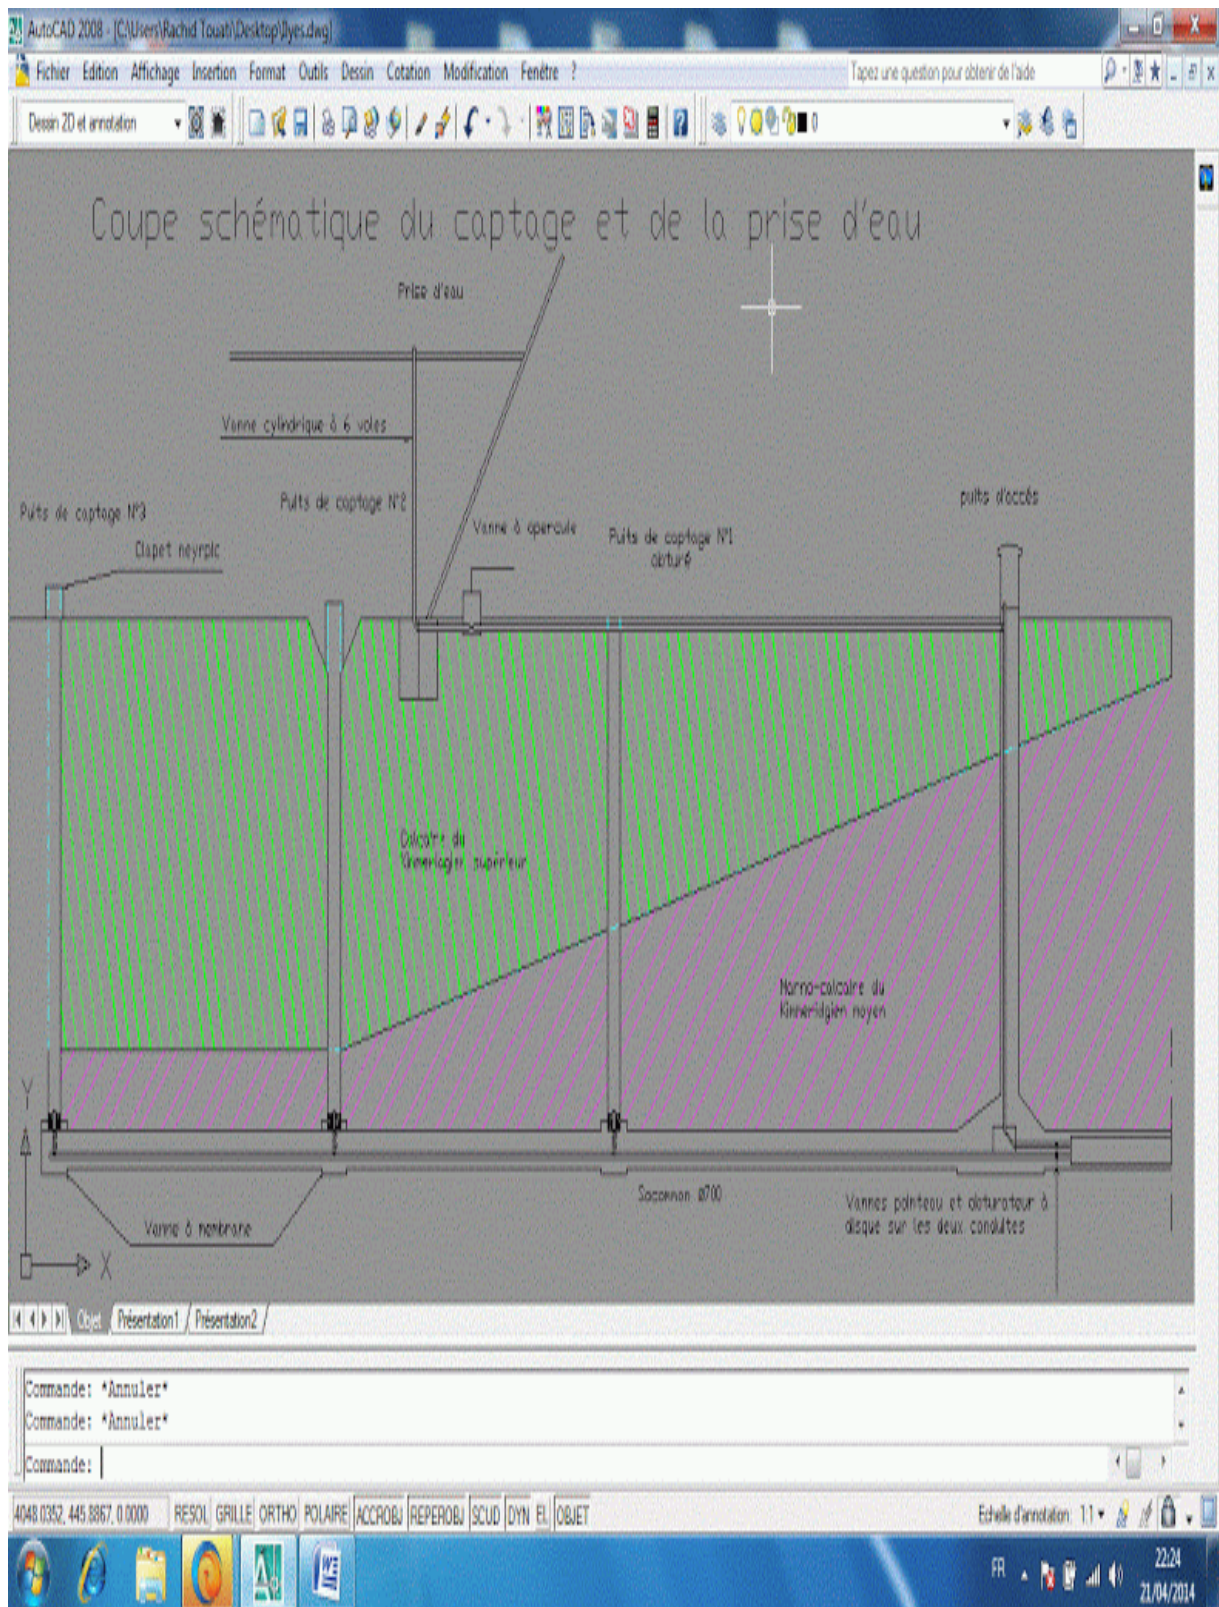 AutoCAD 2008 - [C:\Users\Rachid Touati\Desktop\Ilyes.dwg]
Fichier Edition Affichage Insertion Format Outils Dessin Cotation Modification Fenêtre ?
Tapez une question pour obtenir de l'aide
Dessin 2D et annotation
0
Coupe schématique du captage et de la prise d'eau
Prise d'eau
Vanne cylindrique à 6 voies
Puits de captage N°3
Puits de captage N°2
Vanne à opercule
Puits de captage N°1
obturé
puits d'accés
Clapet neyrpic
Calcaire du
Kimeridgien supérieur
Marno-calcaire du
Kimmeridgien moyen
Socoman ø700
Vanne à membrane
Vannes pointeau et obturateur à
disque sur les deux conduites
Y
X
Objet Présentation1 Présentation2
Commande: *Annuler*
Commande: *Annuler*
Commande:
4048.0352, 445.8867, 0.0000 RESOL GRILLE ORTHO POLAIRE ACCROBJ REPEROBJ SCUD DYN EL OBJET
Echelle d'annotation: 1:1
FR
22:24
21/04/2014